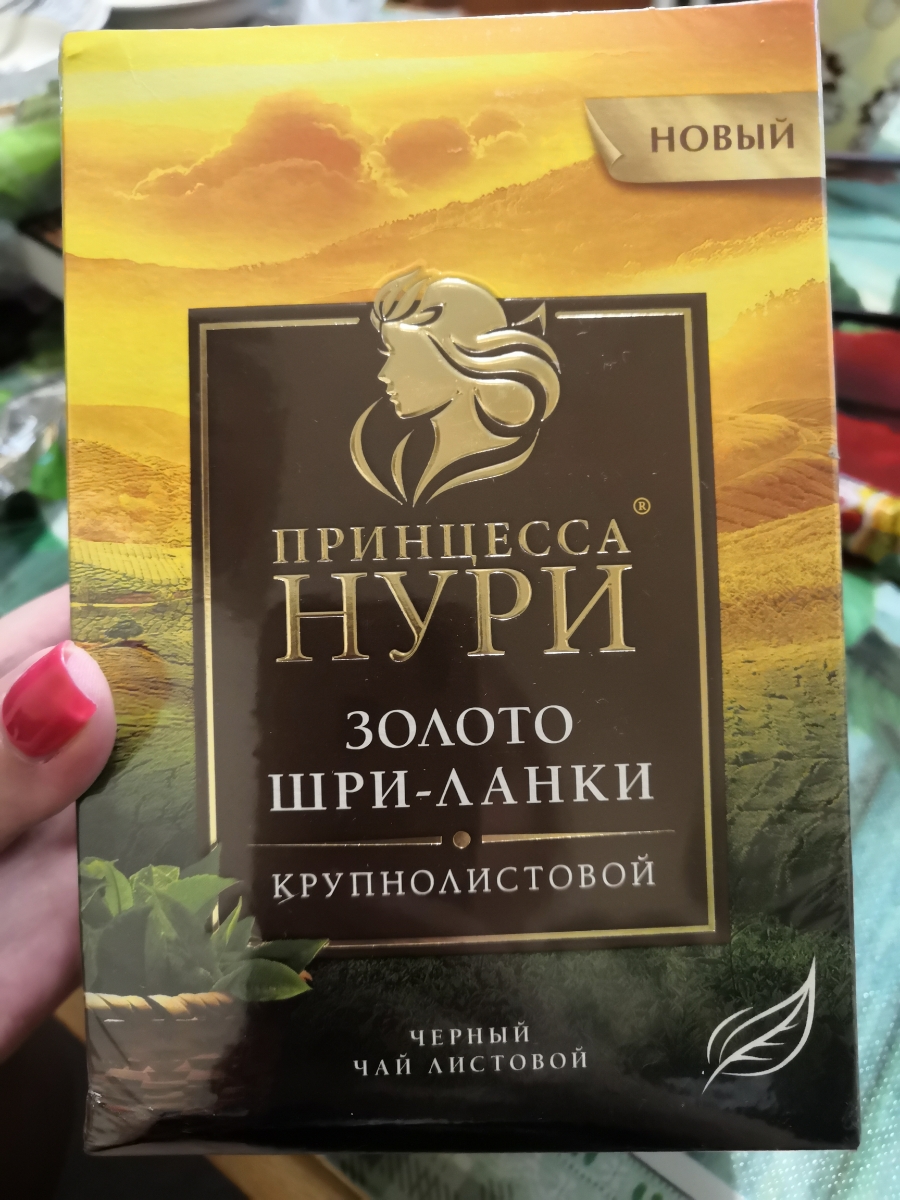 НОВЫЙ
ПРИНЦЕССА ®
НУРИ
ЗОЛОТО
ШРИ-ЛАНКИ
КРУПНОЛИСТОВОЙ
ЧЕРНЫЙ
ЧАЙ ЛИСТОВОЙ